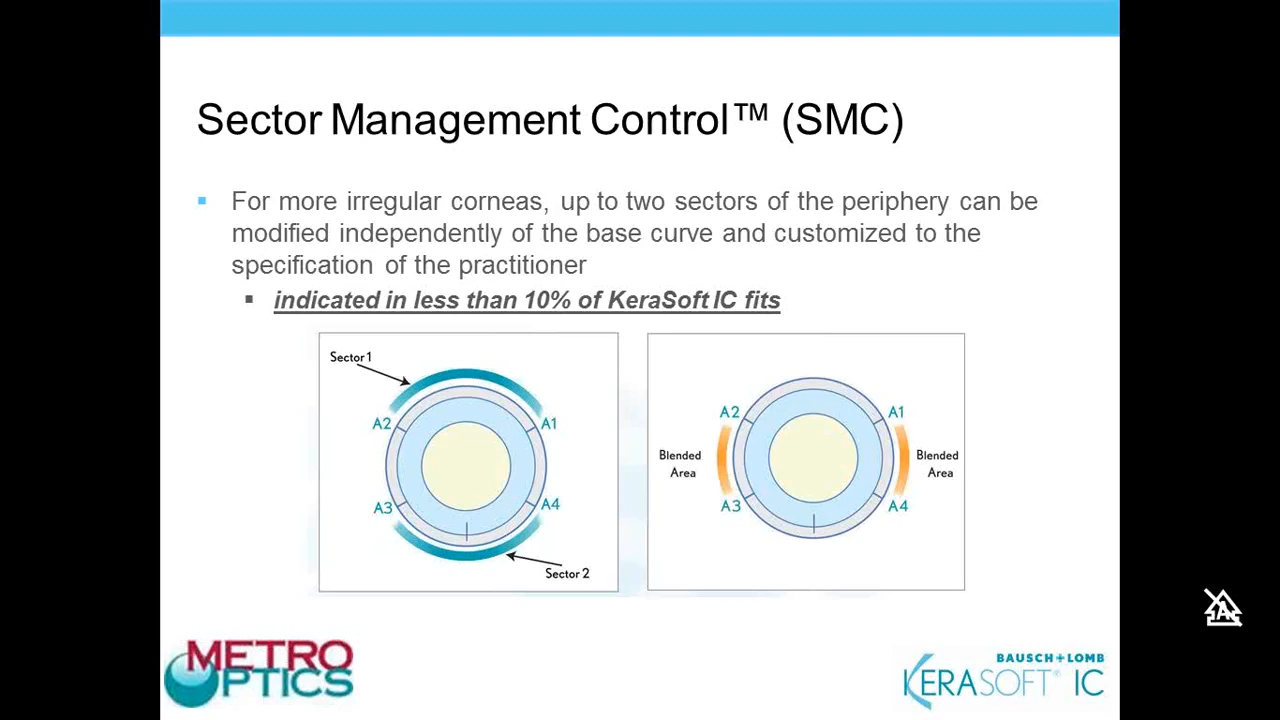 Sector Management Control™ (SMC)
For more irregular corneas, up to two sectors of the periphery can be
modified independently of the base curve and customized to the
specification of the practitioner
indicated in less than 10% of KeraSoft IC fits
Sector 1
A2
A1
A3
A4
Sector 2
A2
A1
Blended
Area
Blended
Area
A3
A4
METRO
OPTICS
BAUSCH + LOMB
KERASOFT® IC
A